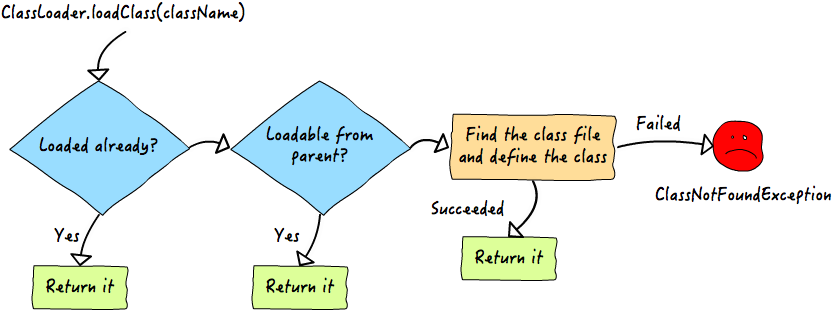 ClassLoader.loadClass(className)
Loaded already?
Loadable from
parent?
Find the class file
and define the class
Failed
ClassNotFoundException
Yes
Yes
Succeeded
Return it
Return it
Return it